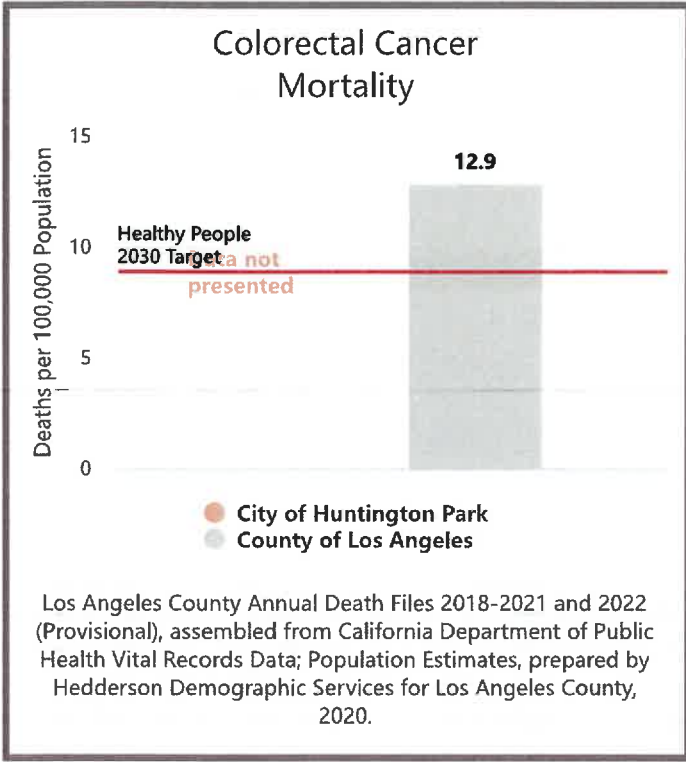 Colorectal Cancer
Mortality
Deaths per 100,000 Population
15
10
5
0
12.9
Healthy People
2030 Target
Data not
presented
City of Huntington Park
County of Los Angeles
Los Angeles County Annual Death Files 2018-2021 and 2022
(Provisional), assembled from California Department of Public
Health Vital Records Data; Population Estimates, prepared by
Hedderson Demographic Services for Los Angeles County,
2020.